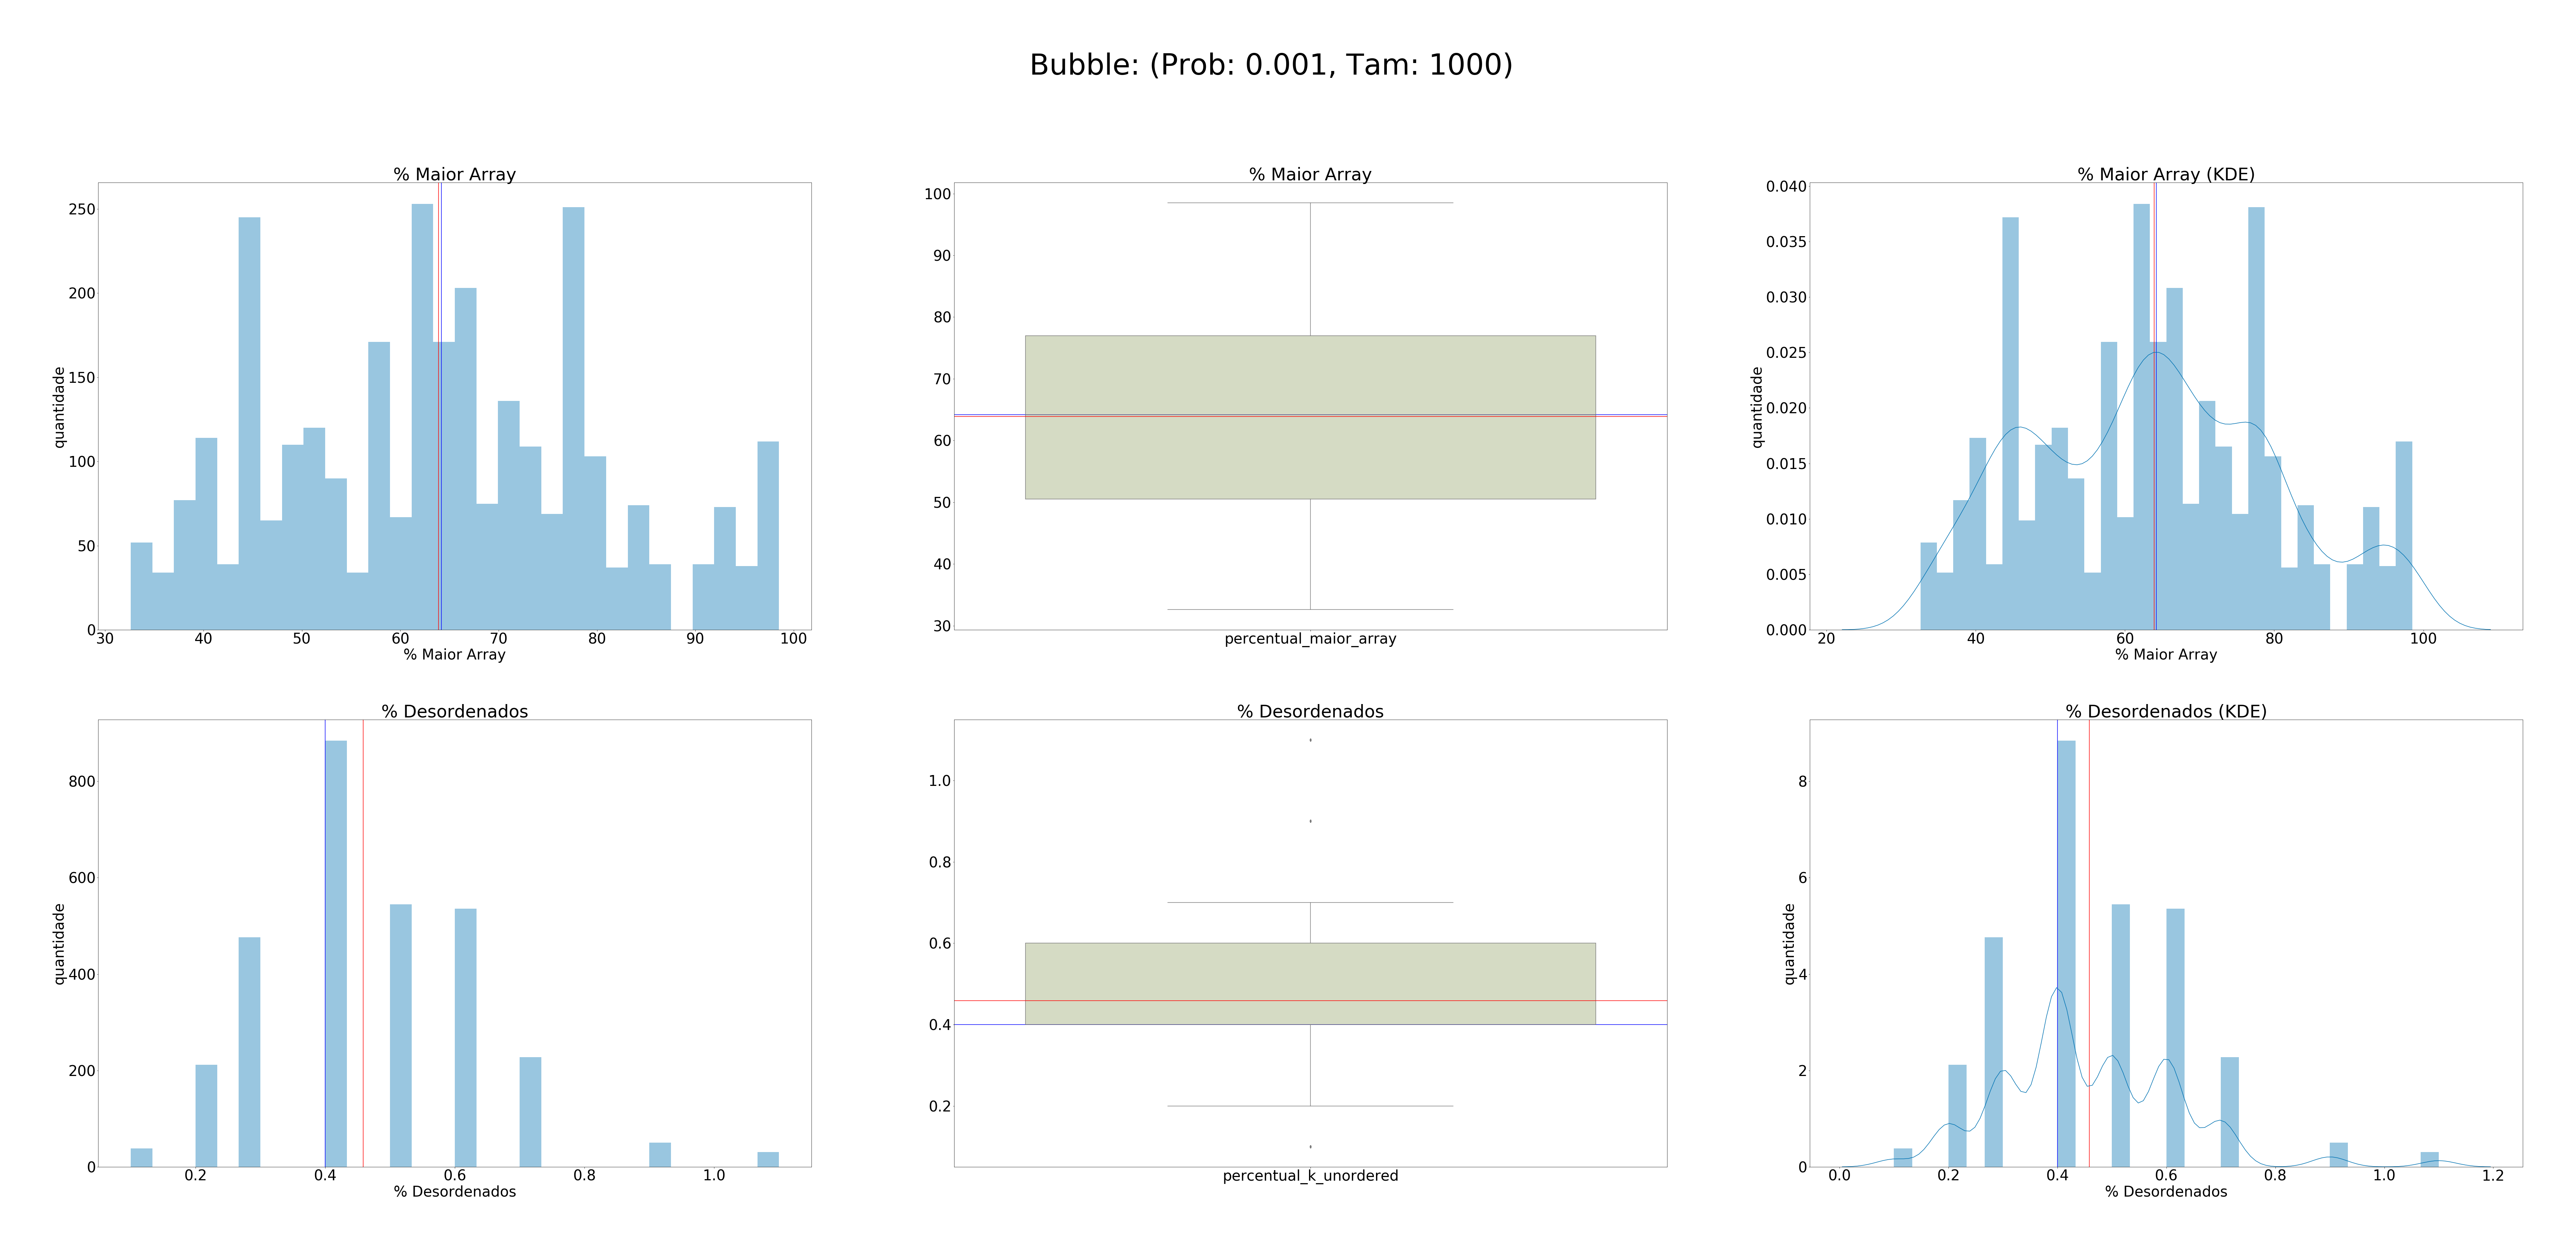 Bubble: (Prob: 0.001, Tam: 1000)
% Maior Array
250
200
150
100
50
0
quantidade
30 40 50 60 70 80 90 100
% Maior Array
% Maior Array
100
90
80
70
60
50
40
30
percentual_maior_array
% Maior Array (KDE)
0.040
0.035
0.030
0.025
0.020
0.015
0.010
0.005
0.000
quantidade
20 40 60 80 100
% Maior Array
% Desordenados
800
600
400
200
0
quantidade
0.2 0.4 0.6 0.8 1.0
% Desordenados
% Desordenados
1.0
0.8
0.6
0.4
0.2
percentual_k_unordered
% Desordenados (KDE)
8
6
4
2
0
quantidade
0.0 0.2 0.4 0.6 0.8 1.0 1.2
% Desordenados